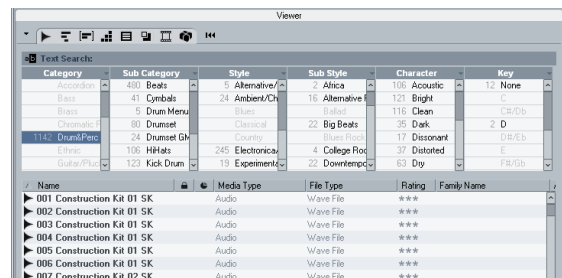 Viewer
Text Search:
Category Sub Category Style Sub Style Character Key
Accordion 480 Beats 5 Alternative/ 2 Africa 106 Acoustic 12 None
Bass 41 Cymbals 24 Ambient/Ch 16 Alternative F 121 Bright C
Brass 5 Drum Menu Blues Ballad 116 Clean C#/Db
Chromatic P 80 Drumset Classical 22 Big Beats 35 Dark 2 D
1142 Drum&Perc 24 Drumset GM Country Blues Rock 17 Dissonant D#/Eb
Ethnic 106 HiHats 245 Electronica/ 4 College Roc 37 Distorted E
Guitar/Pluc 123 Kick Drum 19 Experimenta 22 Downtempo 63 Dry F#/Gb
Name Media Type File Type Rating Family Name
001 Construction Kit 01 SK Audio Wave File ***
002 Construction Kit 01 SK Audio Wave File ***
003 Construction Kit 01 SK Audio Wave File ***
004 Construction Kit 01 SK Audio Wave File ***
005 Construction Kit 01 SK Audio Wave File ***
006 Construction Kit 01 SK Audio Wave File ***
007 Construction Kit 02 SK Audio Wave File ***